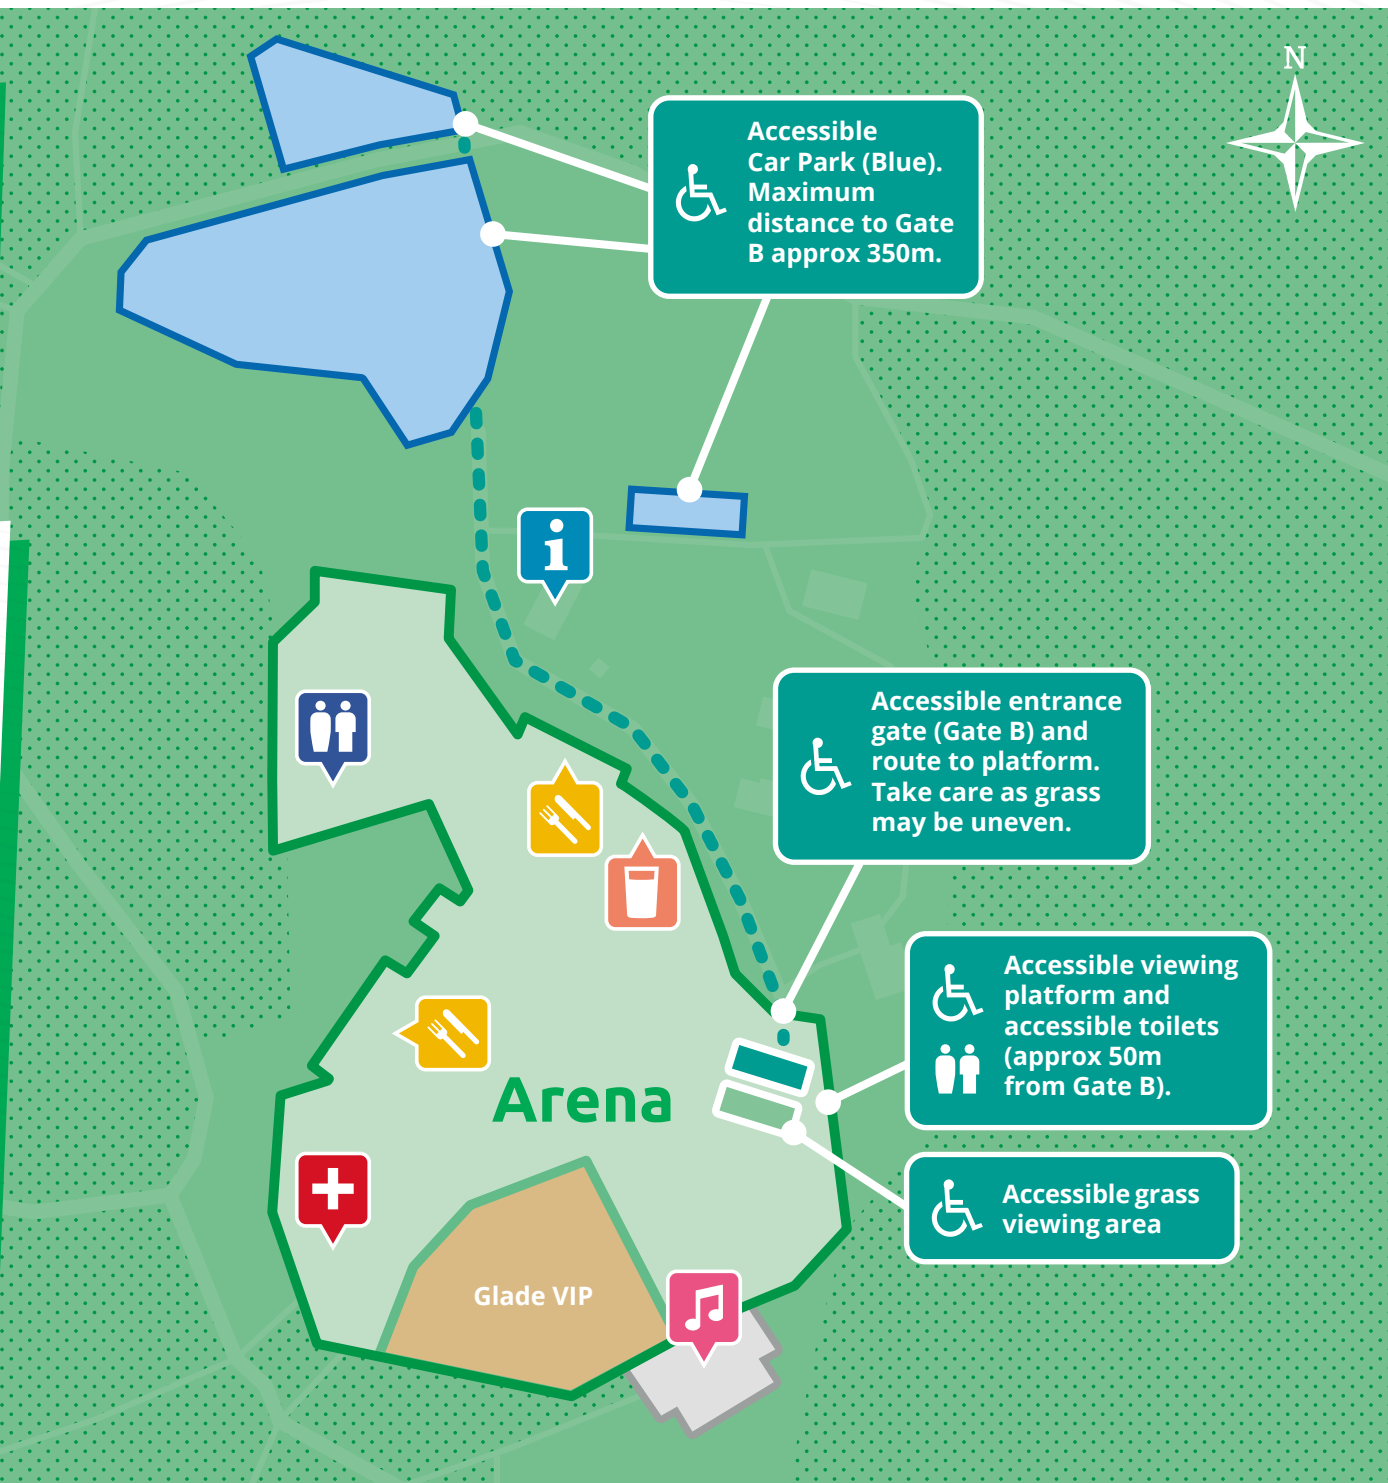 N
Accessible
Car Park (Blue).
Maximum
distance to Gate
B approx 350m.
i
Accessible entrance
gate (Gate B) and
route to platform.
Take care as grass
may be uneven.
Accessible viewing
platform and
accessible toilets
(approx 50m
from Gate B).
Arena
Accessible grass
viewing area
Glade VIP